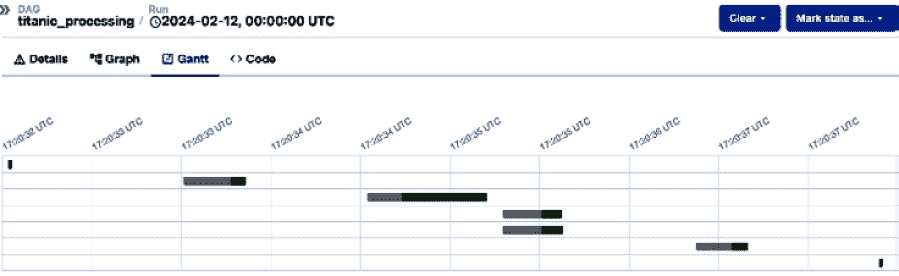 DAG Run
titanic_processing / 2024-02-12, 00:00:00 UTC
Clear Mark state as...
Details Graph Gantt Code
17:20:32 UTC 17:20:33 UTC 17:20:33 UTC 17:20:34 UTC 17:20:34 UTC 17:20:35 UTC 17:20:35 UTC 17:20:36 UTC 17:20:37 UTC 17:20:37 UTC